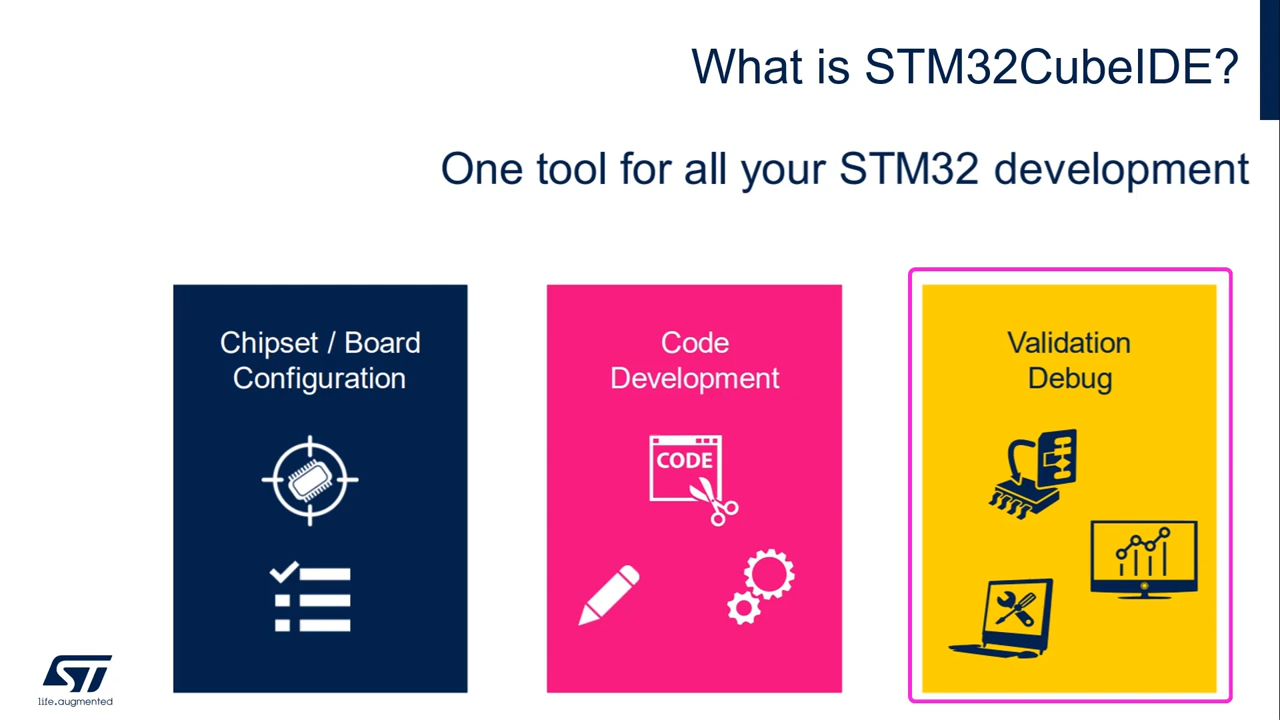 What is STM32CubeIDE?
One tool for all your STM32 development
Chipset / Board
Configuration
Code
Development
CODE
Validation
Debug
ST
life.augmented